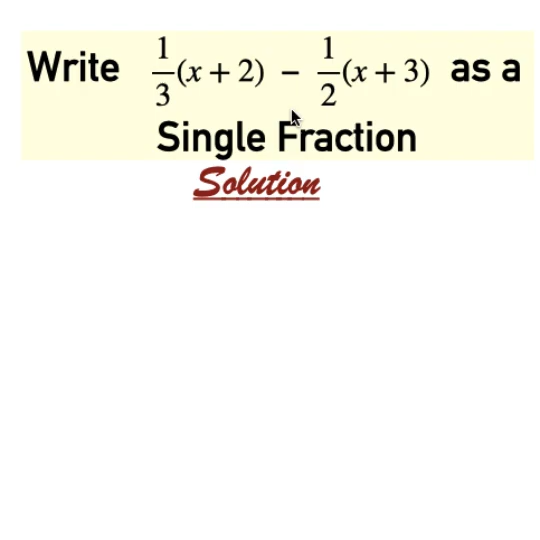 Write 1/3(x + 2) – 1/2(x + 3) as a
Single Fraction
Solution